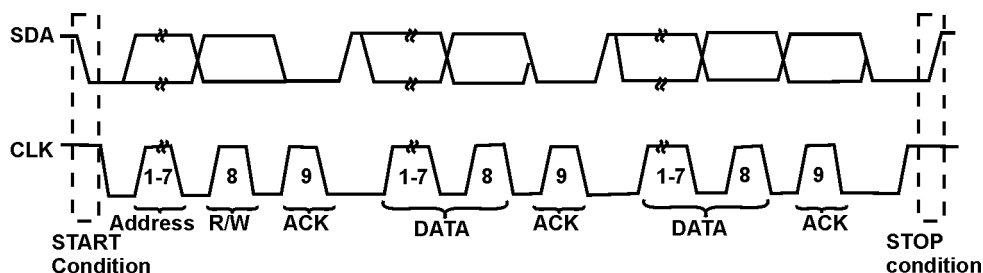 SDA
CLK
1-7 8 9 1-7 8 9 1-7 8 9
Address R/W ACK DATA ACK DATA ACK
START
Condition
STOP
condition